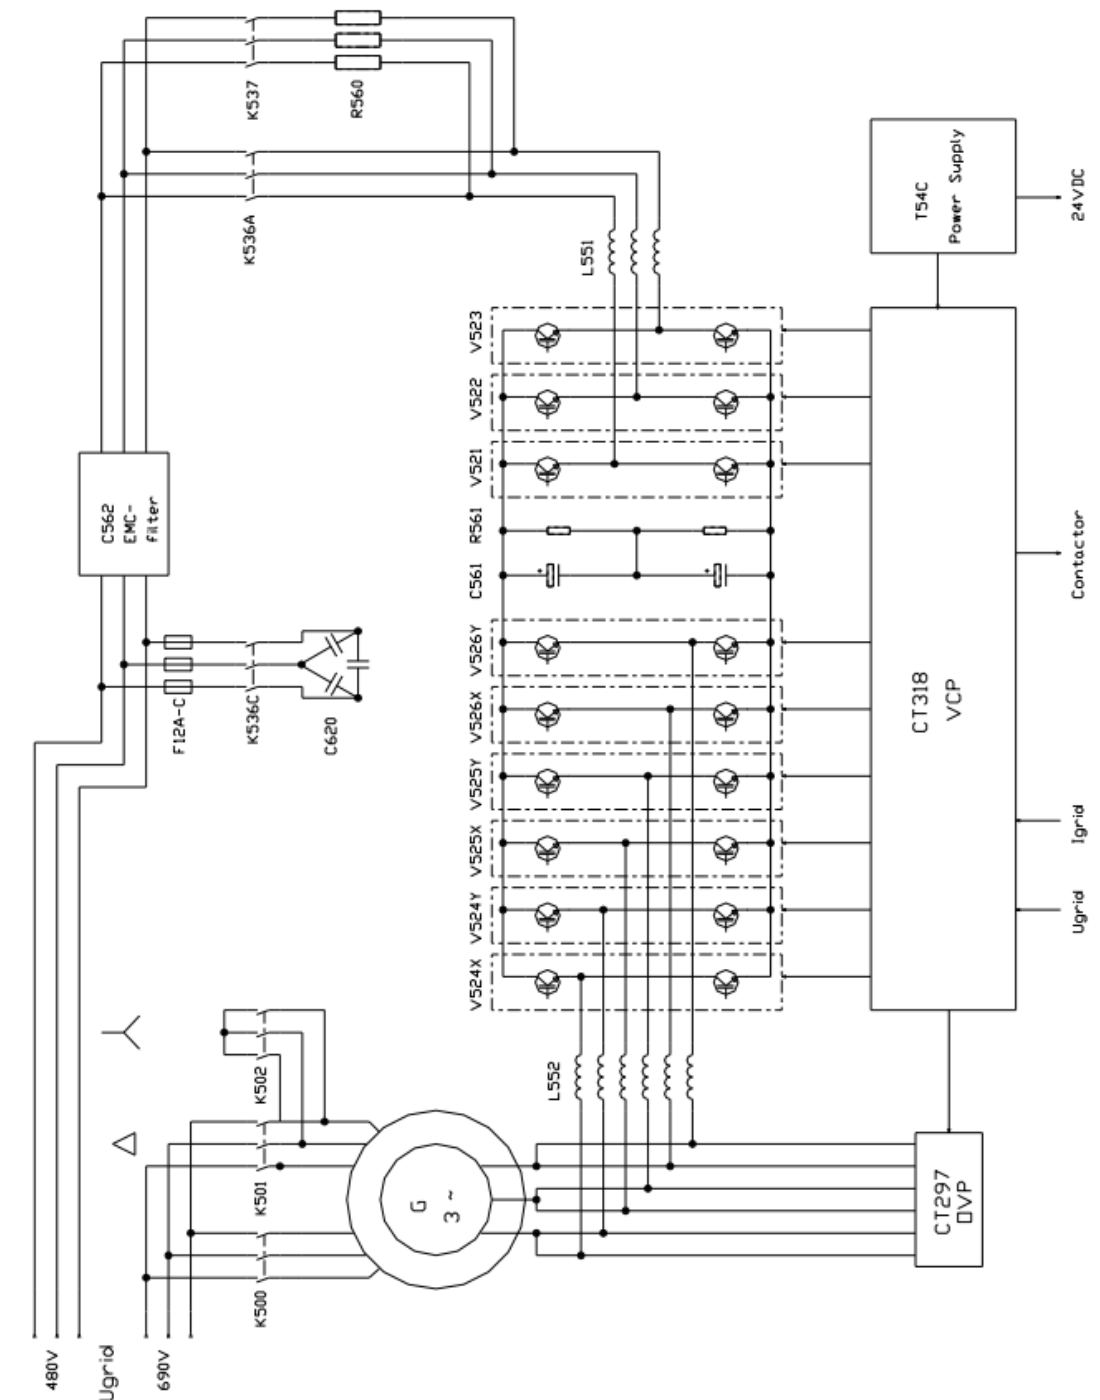 K537
R560
K536A
L551
T54C
Power Supply
24VDC
V523
V522
V521
R561
C561
V526Y
V526X
V525Y
V525X
V524Y
V524X
C562
EMC-
filter
F12A-C
K536C
C620
CT318
VCP
Contactor
Igrid
Ugrid
K502
L552
K501
G
3 ~
CT297
OVP
K500
480V
Ugrid
690V